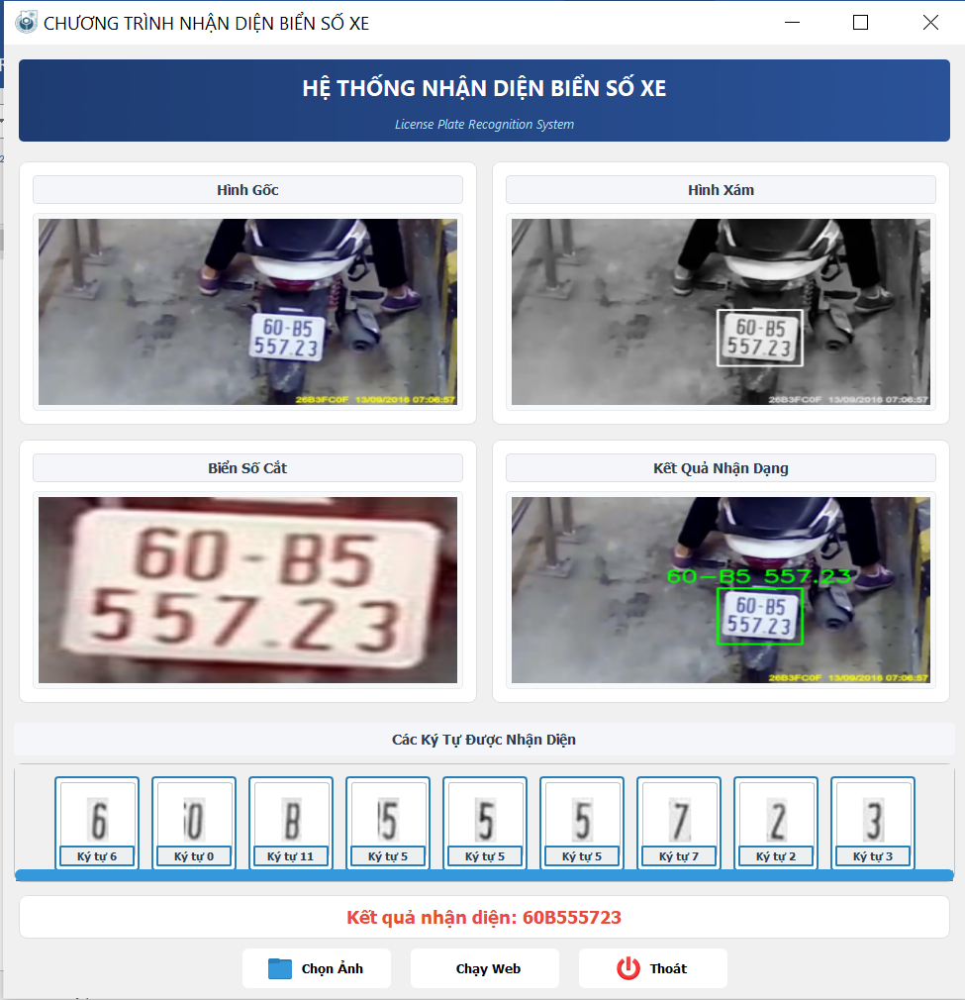 CHƯƠNG TRÌNH NHẬN DIỆN BIỂN SỐ XE
HỆ THỐNG NHẬN DIỆN BIỂN SỐ XE
License Plate Recognition System
Hình Gốc
60-B5
557.23
26B3FC0F 13/09/2016 07:06:57
Hình Xám
60-B5
557.23
26B3FC0F 13/09/2016 07:06:57
Biển Số Cắt
60-B5
557.23
Kết Quả Nhận Dạng
60-B5 557.23
60-B5
557.23
26B3FC0F 13/09/2016 07:06:57
Các Ký Tự Được Nhận Diện
6 0 B 5 5 5 7 2 3
Ký tự 6 Ký tự 0 Ký tự 11 Ký tự 5 Ký tự 5 Ký tự 5 Ký tự 7 Ký tự 2 Ký tự 3
Kết quả nhận diện: 60B555723
Chọn Ảnh Chạy Web Thoát